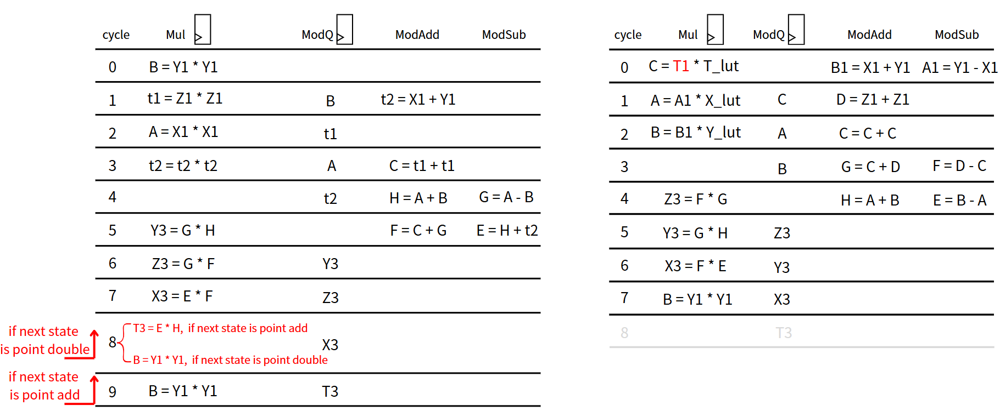 cycle Mul ModQ ModAdd ModSub
0 B = Y1 * Y1
1 t1 = Z1 * Z1 B t2 = X1 + Y1
2 A = X1 * X1 t1
3 t2 = t2 * t2 A C = t1 + t1
4 t2 H = A + B G = A - B
5 Y3 = G * H F = C + G E = H + t2
6 Z3 = G * F Y3
7 X3 = E * F Z3
if next state
is point double
8 T3 = E * H, if next state is point add
X3
B = Y1 * Y1, if next state is point double
if next state
is point add
9 B = Y1 * Y1 T3
cycle Mul ModQ ModAdd ModSub
0 C = T1 * T_lut B1 = X1 + Y1 A1 = Y1 - X1
1 A = A1 * X_lut C D = Z1 + Z1
2 B = B1 * Y_lut A C = C + C
3 B G = C + D F = D - C
4 Z3 = F * G H = A + B E = B - A
5 Y3 = G * H Z3
6 X3 = F * E Y3
7 B = Y1 * Y1 X3
8 T3